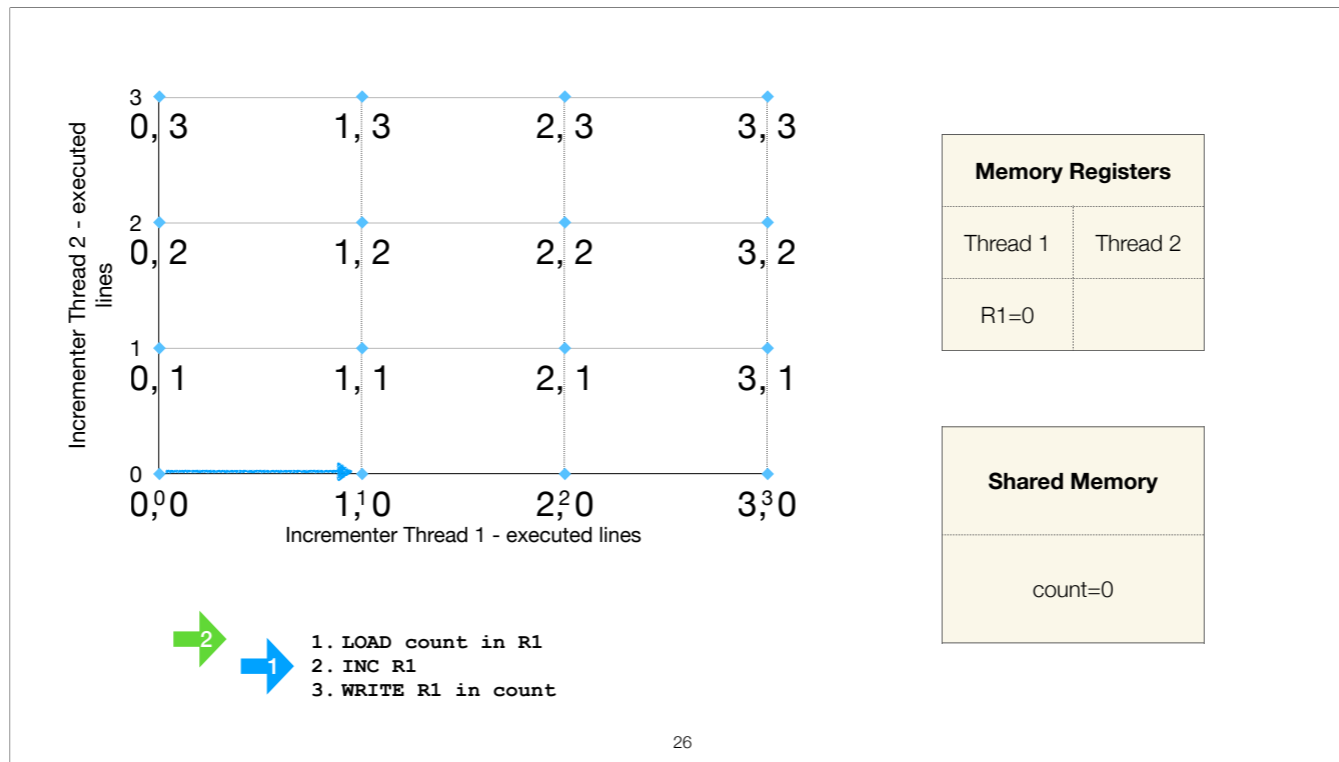 3
0, 3 1, 3 2, 3 3, 3
2
0, 2 1, 2 2, 2 3, 2
1
0, 1 1, 1 2, 1 3, 1
0
0 1 2 3
0, 0 1, 0 2, 0 3, 0
Incrementer Thread 2 - executed
lines
Incrementer Thread 1 - executed lines
Memory Registers
Thread 1 Thread 2
R1=0
Shared Memory
count=0
2
1
1. LOAD count in R1
2. INC R1
3. WRITE R1 in count
26